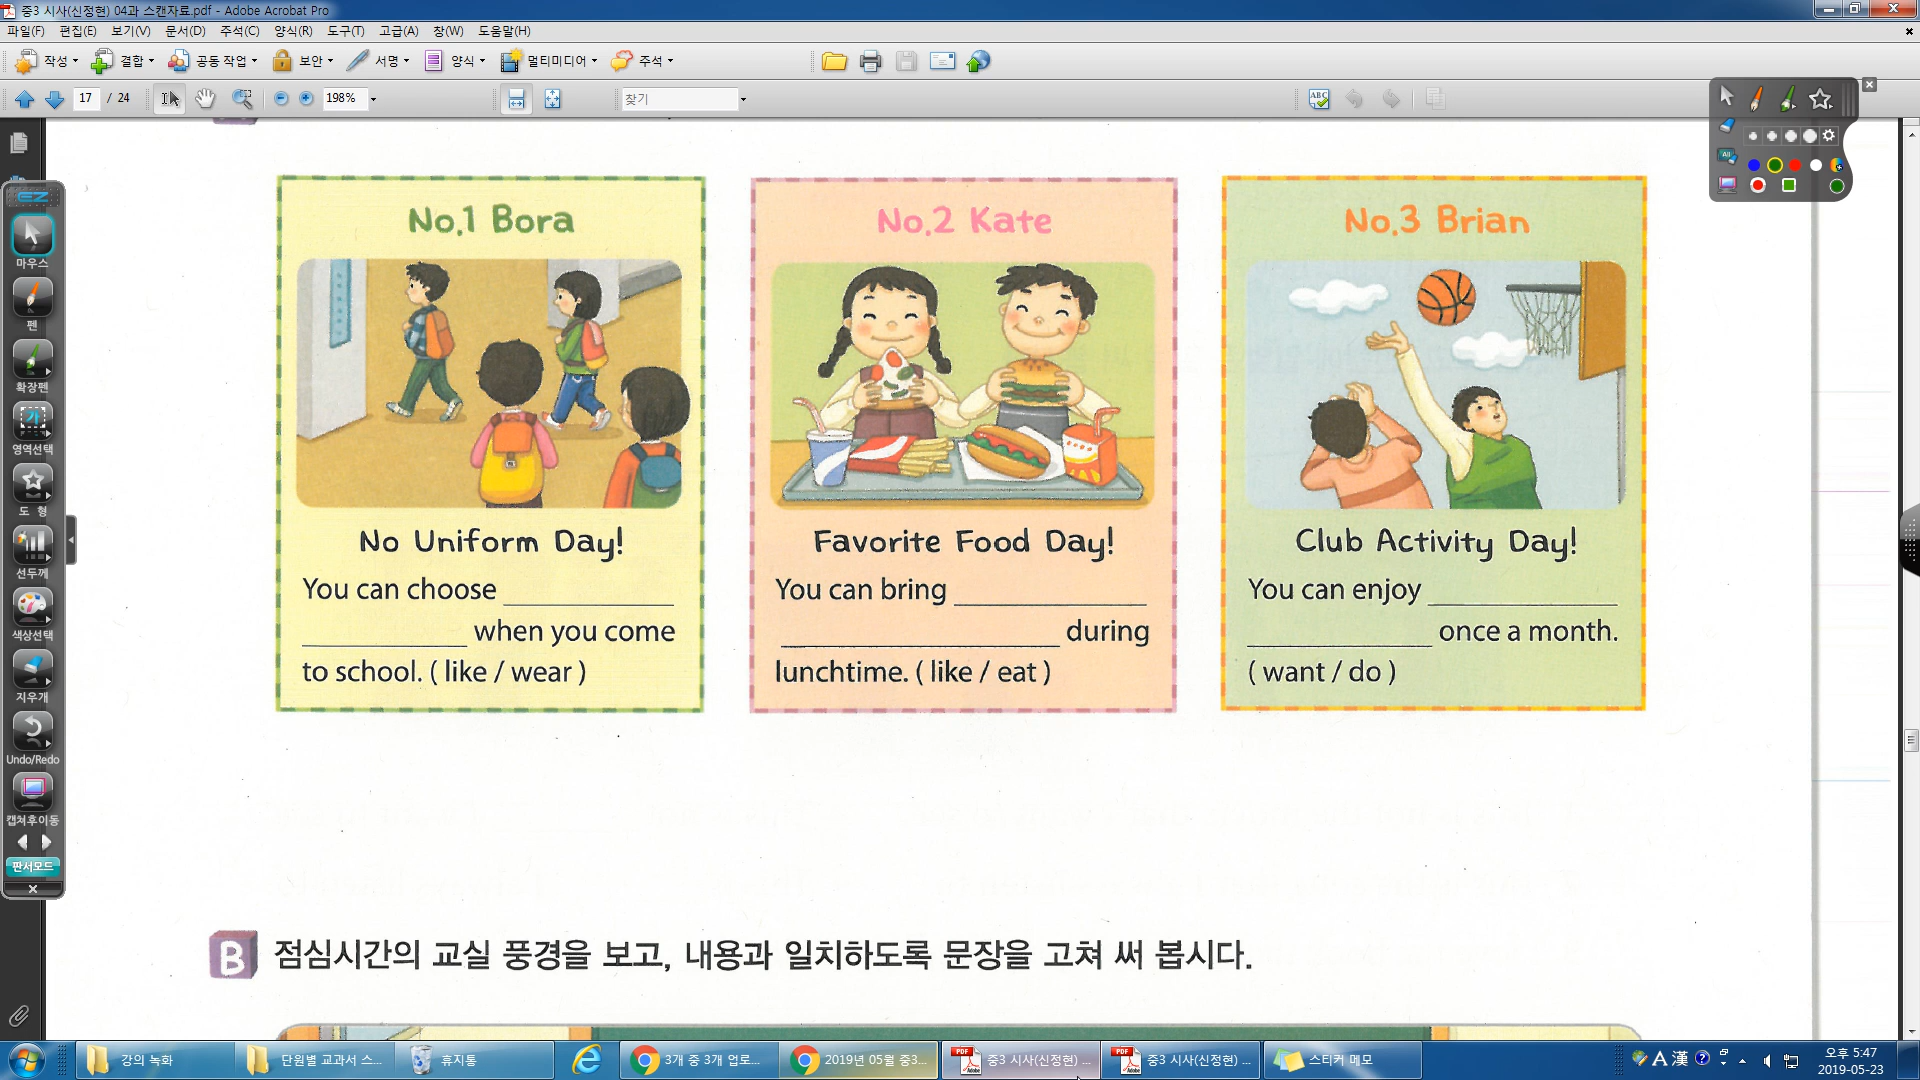 중3 시사(신정현) 04과 스캔자료.pdf - Adobe Acrobat Pro
파일(F) 편집(E) 보기(V) 문서(D) 주석(C) 양식(R) 도구(T) 고급(A) 창(W) 도움말(H)
작성 결합 공동 작업 보안 서명 양식 멀티미디어 주석
17 / 24 198% 찾기
EZ
마우스
펜
확장펜
영역선택
도 형
선두께
색상선택
지우개
Undo/Redo
캡쳐후이동
판서모드
No.1 Bora
No Uniform Day!
You can choose ____________
____________ when you come
to school. ( like / wear )
No.2 Kate
Favorite Food Day!
You can bring ____________
____________ during
lunchtime. ( like / eat )
No.3 Brian
Club Activity Day!
You can enjoy ____________
____________ once a month.
( want / do )
B 점심시간의 교실 풍경을 보고, 내용과 일치하도록 문장을 고쳐 써 봅시다.
강의 녹화 단원별 교과서 스... 휴지통 3개 중 3개 업로... 2019년 05월 중3... 중3 시사(신정현) ... 중3 시사(신정현) ... 스티커 메모
A 漢
오후 5:47
2019-05-23